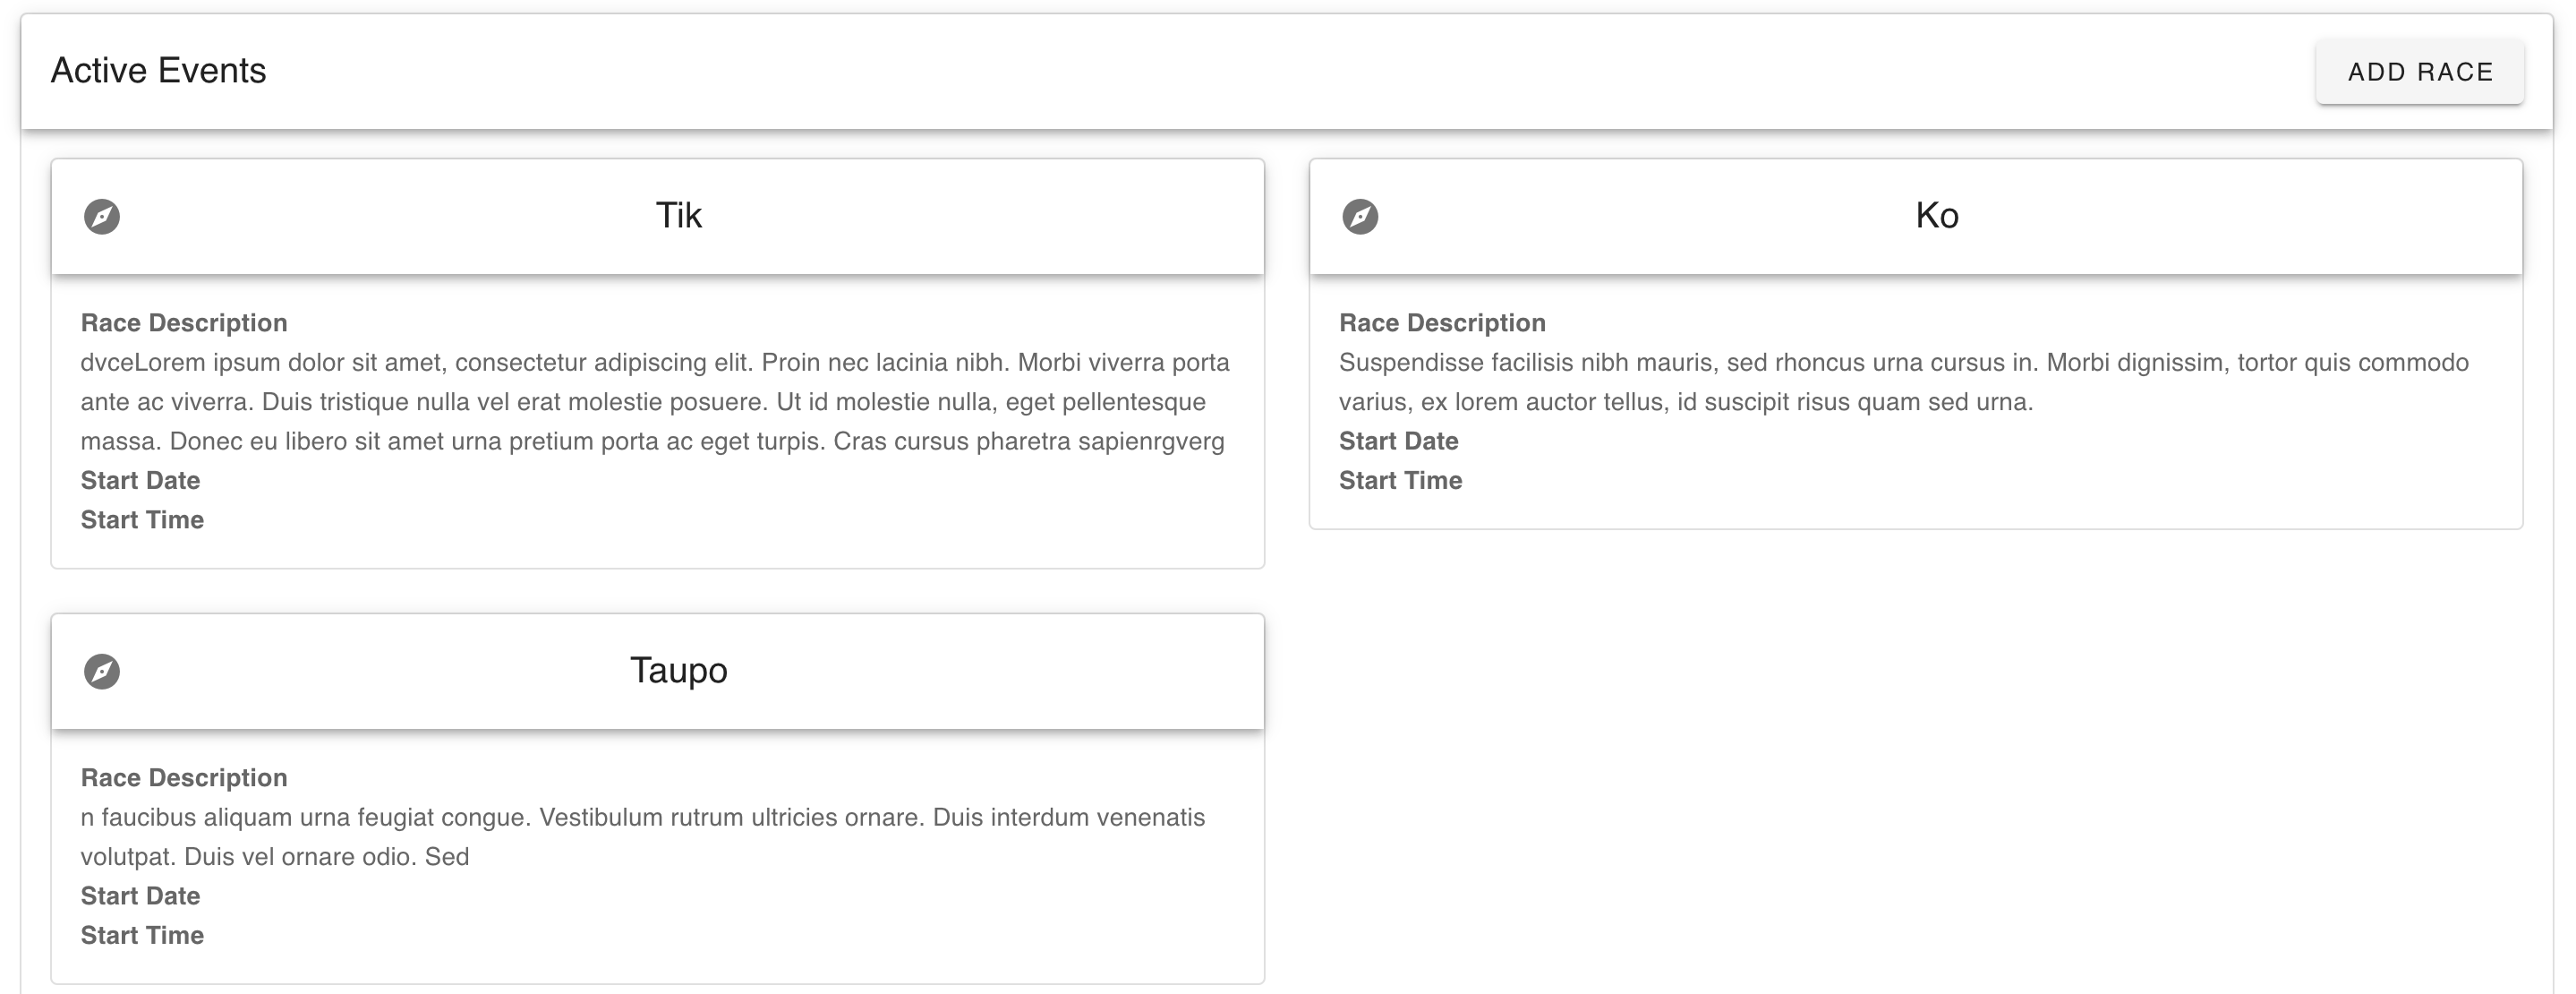 Active Events
ADD RACE
Tik
Race Description
dvceLorem ipsum dolor sit amet, consectetur adipiscing elit. Proin nec lacinia nibh. Morbi viverra porta
ante ac viverra. Duis tristique nulla vel erat molestie posuere. Ut id molestie nulla, eget pellentesque
massa. Donec eu libero sit amet urna pretium porta ac eget turpis. Cras cursus pharetra sapienrgverg
Start Date
Start Time
Ko
Race Description
Suspendisse facilisis nibh mauris, sed rhoncus urna cursus in. Morbi dignissim, tortor quis commodo
varius, ex lorem auctor tellus, id suscipit risus quam sed urna.
Start Date
Start Time
Taupo
Race Description
n faucibus aliquam urna feugiat congue. Vestibulum rutrum ultricies ornare. Duis interdum venenatis
volutpat. Duis vel ornare odio. Sed
Start Date
Start Time